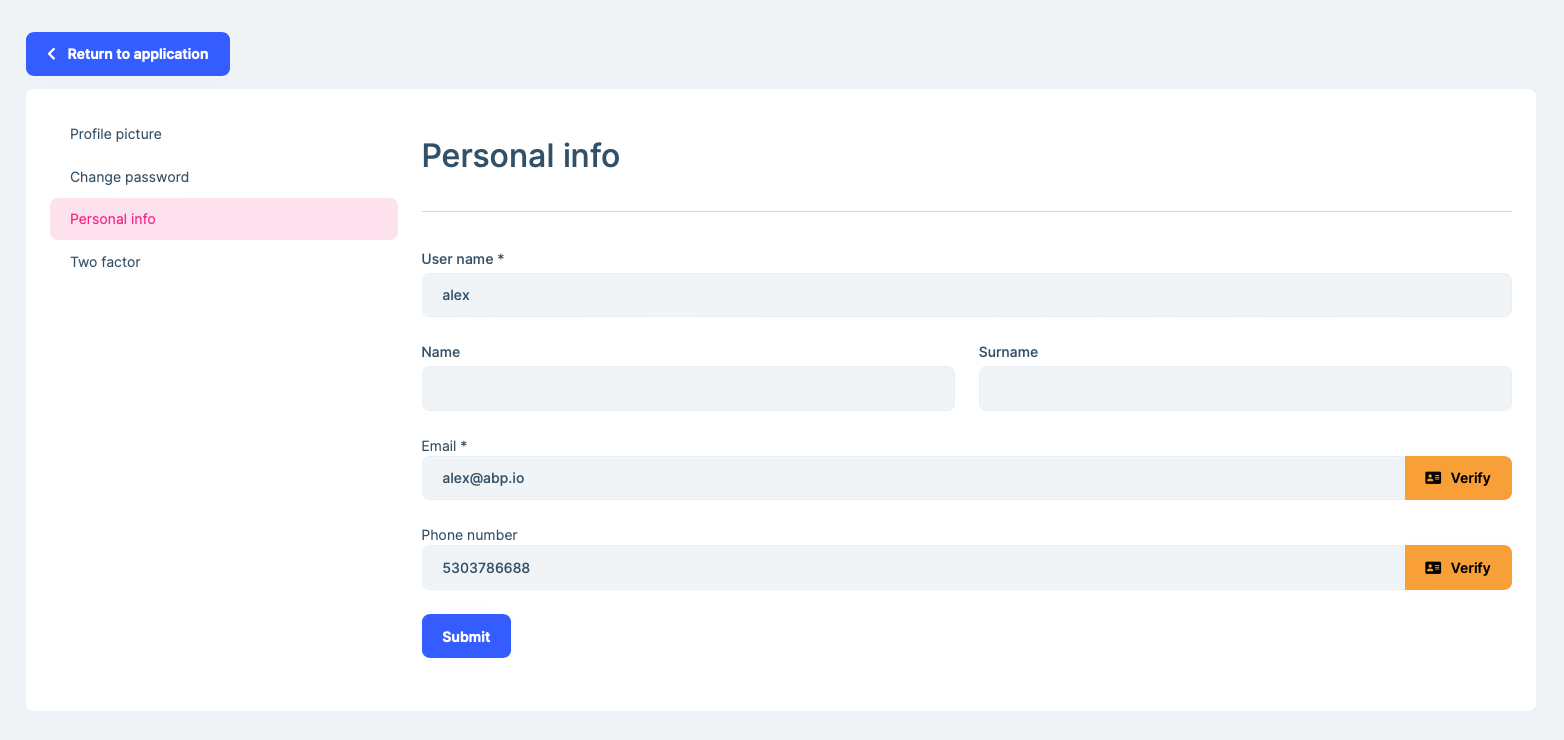 Return to application
Profile picture
Change password
Personal info
Two factor
Personal info
User name *
alex
Name
Surname
Email *
alex@abp.io
Verify
Phone number
5303786688
Verify
Submit